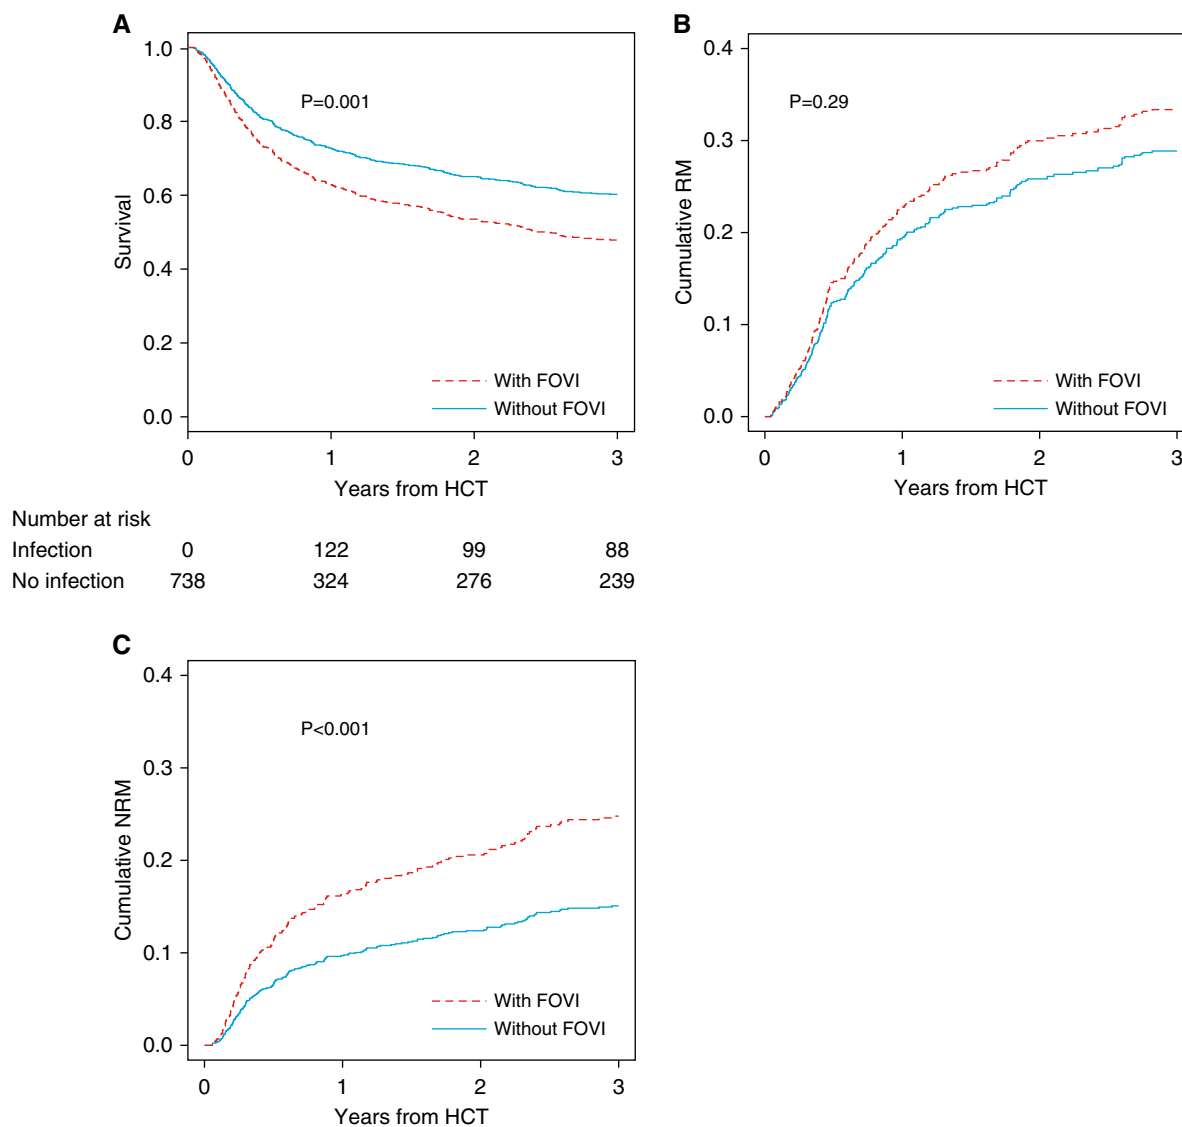 A
1.0
0.8
0.6
0.4
0.2
0.0
Survival
P=0.001
With FOVI
Without FOVI
0 1 2 3
Years from HCT
Number at risk
Infection 0 122 99 88
No infection 738 324 276 239
B
0.4
0.3
0.2
0.1
0.0
Cumulative RM
P=0.29
With FOVI
Without FOVI
0 1 2 3
Years from HCT
C
0.4
0.3
0.2
0.1
0.0
Cumulative NRM
P<0.001
With FOVI
Without FOVI
0 1 2 3
Years from HCT